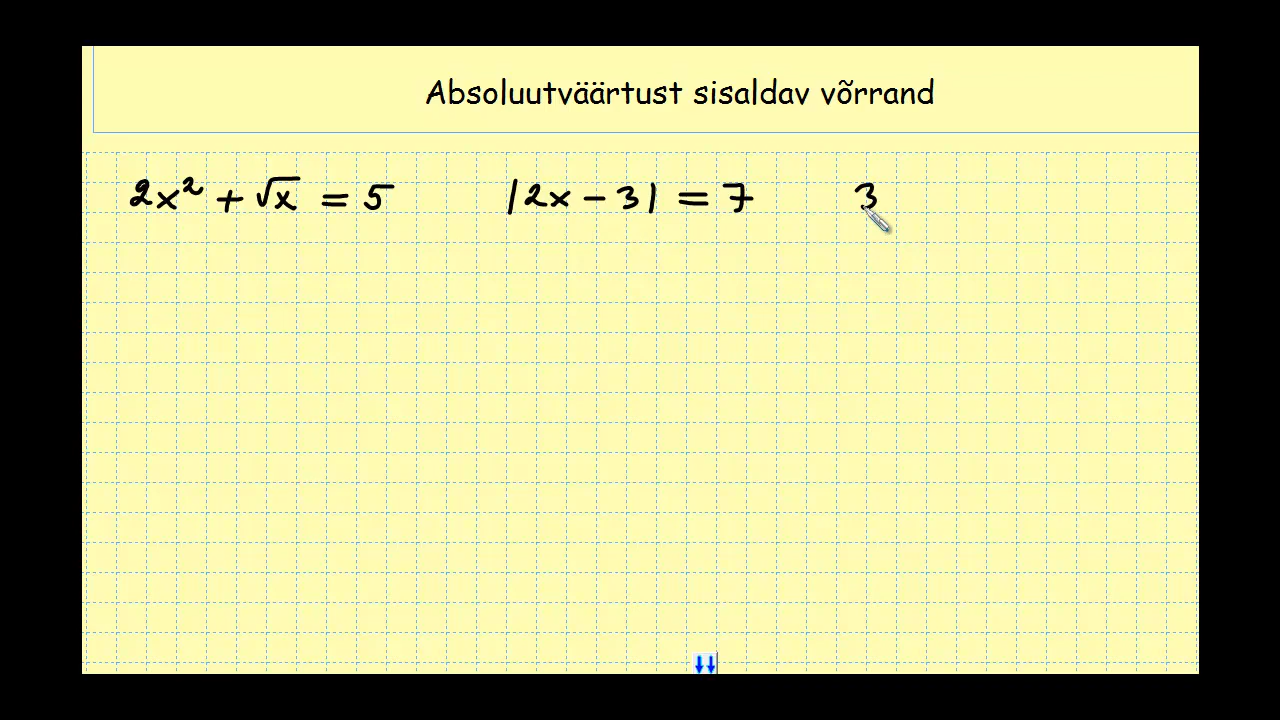 Absoluutväärtust sisaldav võrrand
2x² + √x = 5 |2x – 3| = 7 3